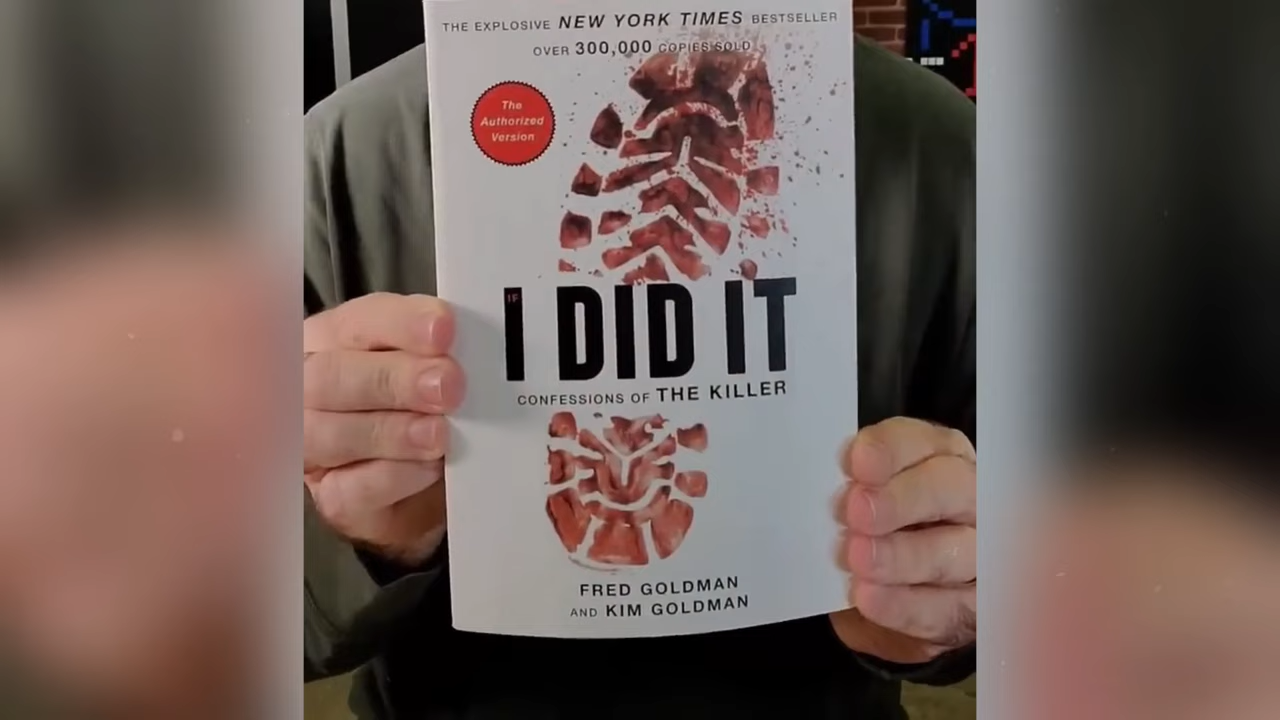 THE EXPLOSIVE NEW YORK TIMES BESTSELLER
OVER 300,000 COPIES SOLD
The
Authorized
Version
IF
I DID IT
CONFESSIONS OF THE KILLER
FRED GOLDMAN
AND KIM GOLDMAN